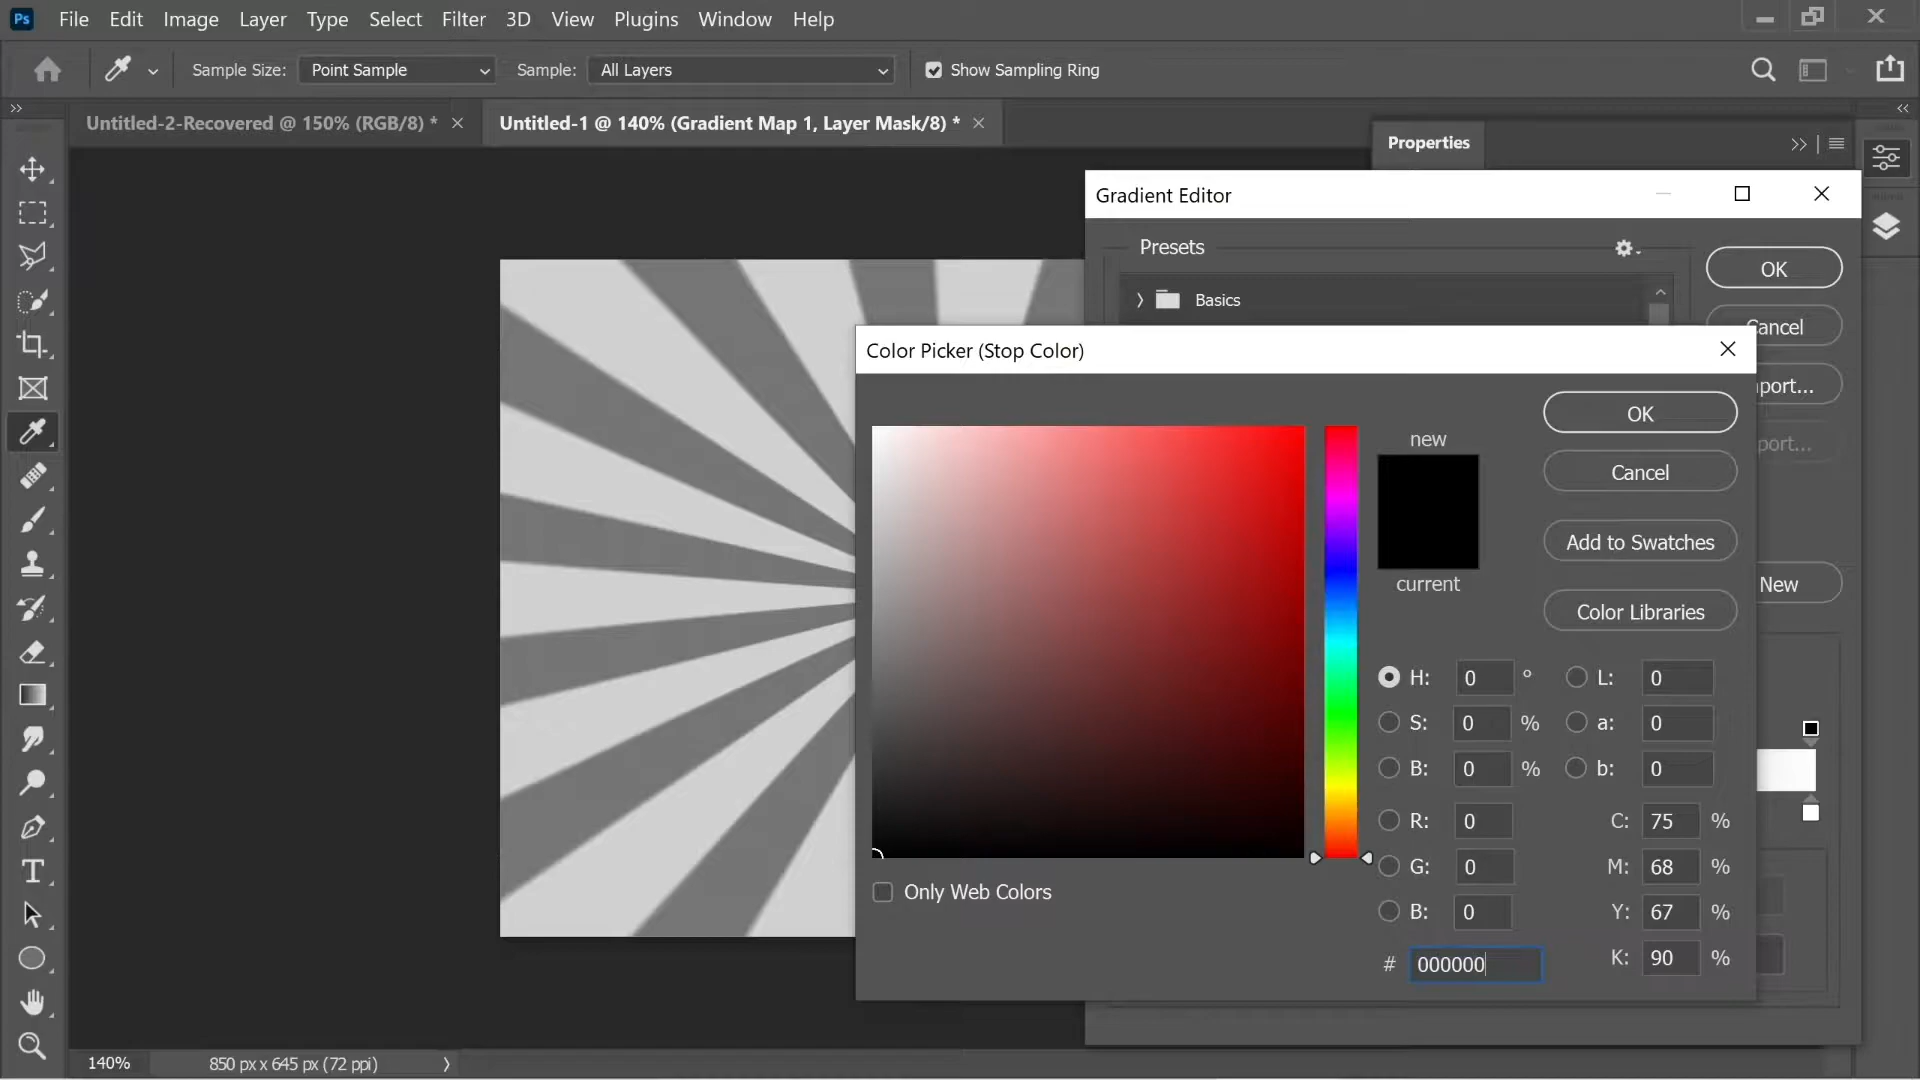 Ps File Edit Image Layer Type Select Filter 3D View Plugins Window Help
Sample Size: Point Sample Sample: All Layers Show Sampling Ring
Untitled-2-Recovered @ 150% (RGB/8) * Untitled-1 @ 140% (Gradient Map 1, Layer Mask/8) *
Properties
Gradient Editor
Presets
OK
Basics
Cancel
Color Picker (Stop Color)
port...
OK
new
port...
Cancel
Add to Swatches
current
New
Color Libraries
H: 0 ° L: 0
S: 0 % a: 0
B: 0 % b: 0
R: 0 C: 75 %
G: 0 M: 68 %
Only Web Colors
B: 0 Y: 67 %
# 000000 K: 90 %
T
140% 850 px x 645 px (72 ppi)